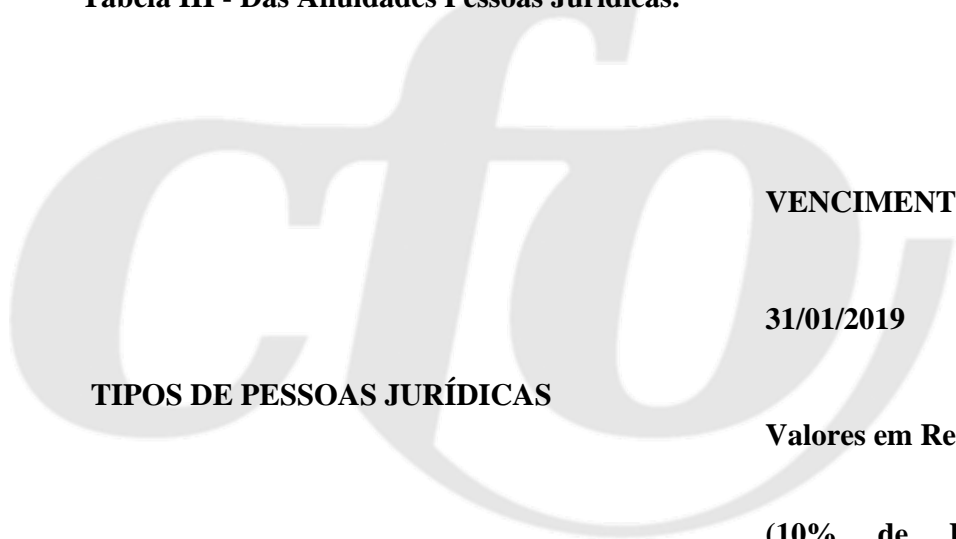 Tabela III - Das Anuidades Pessoas Jurídicas.
cfo
VENCIMENT
31/01/2019
TIPOS DE PESSOAS JURÍDICAS
Valores em Re
(10% de